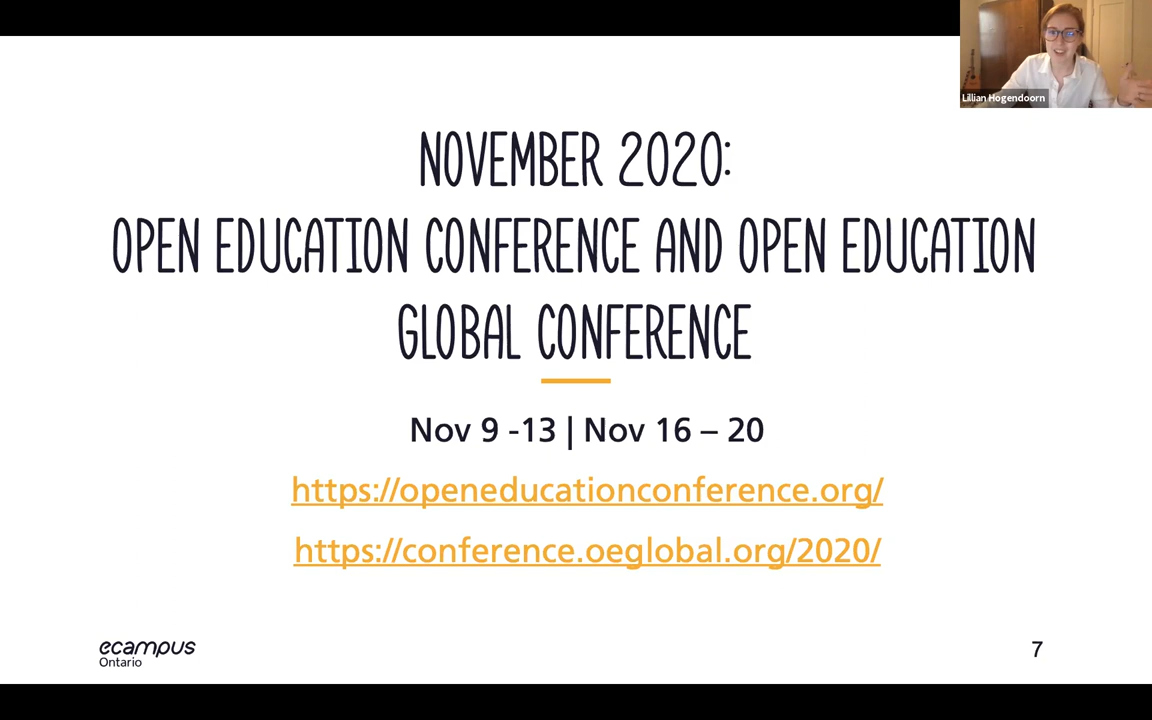 Lillian Hogendoorn
NOVEMBER 2020:
OPEN EDUCATION CONFERENCE AND OPEN EDUCATION
GLOBAL CONFERENCE
Nov 9 -13 | Nov 16 – 20
https://openeducationconference.org/
https://conference.oeglobal.org/2020/
ecampus
Ontario
7